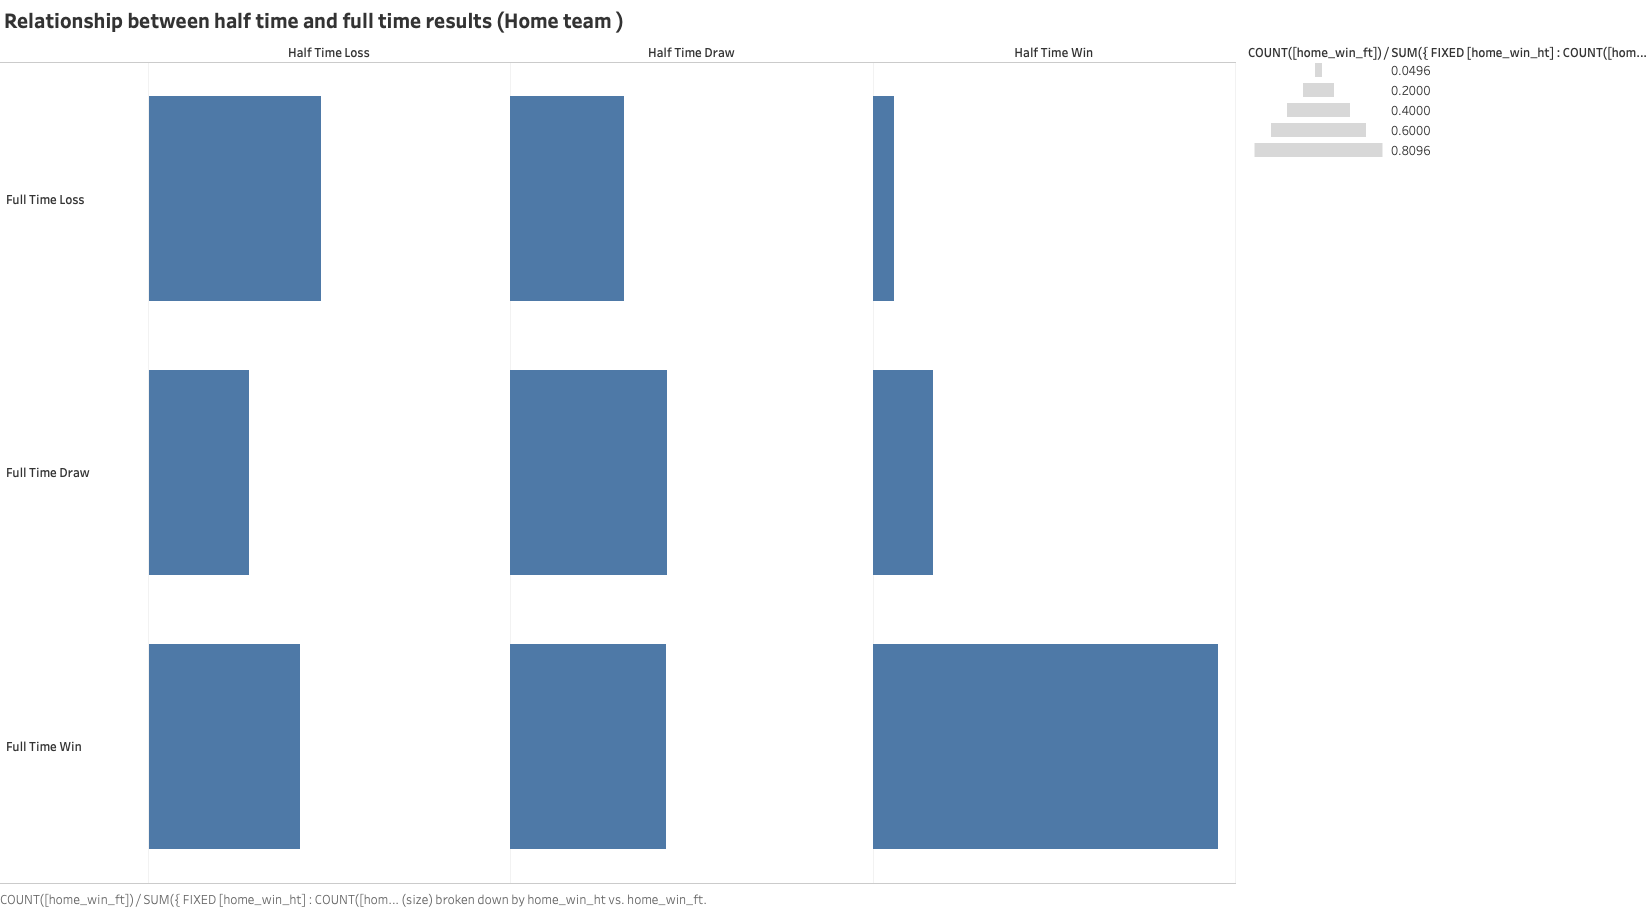 Relationship between half time and full time results (Home team )
Half Time Loss Half Time Draw Half Time Win
COUNT([home_win_ft]) / SUM({ FIXED [home_win_ht] : COUNT([hom...
0.0496
0.2000
0.4000
0.6000
0.8096
Full Time Loss
Full Time Draw
Full Time Win
COUNT([home_win_ft]) / SUM({ FIXED [home_win_ht] : COUNT([hom... (size) broken down by home_win_ht vs. home_win_ft.